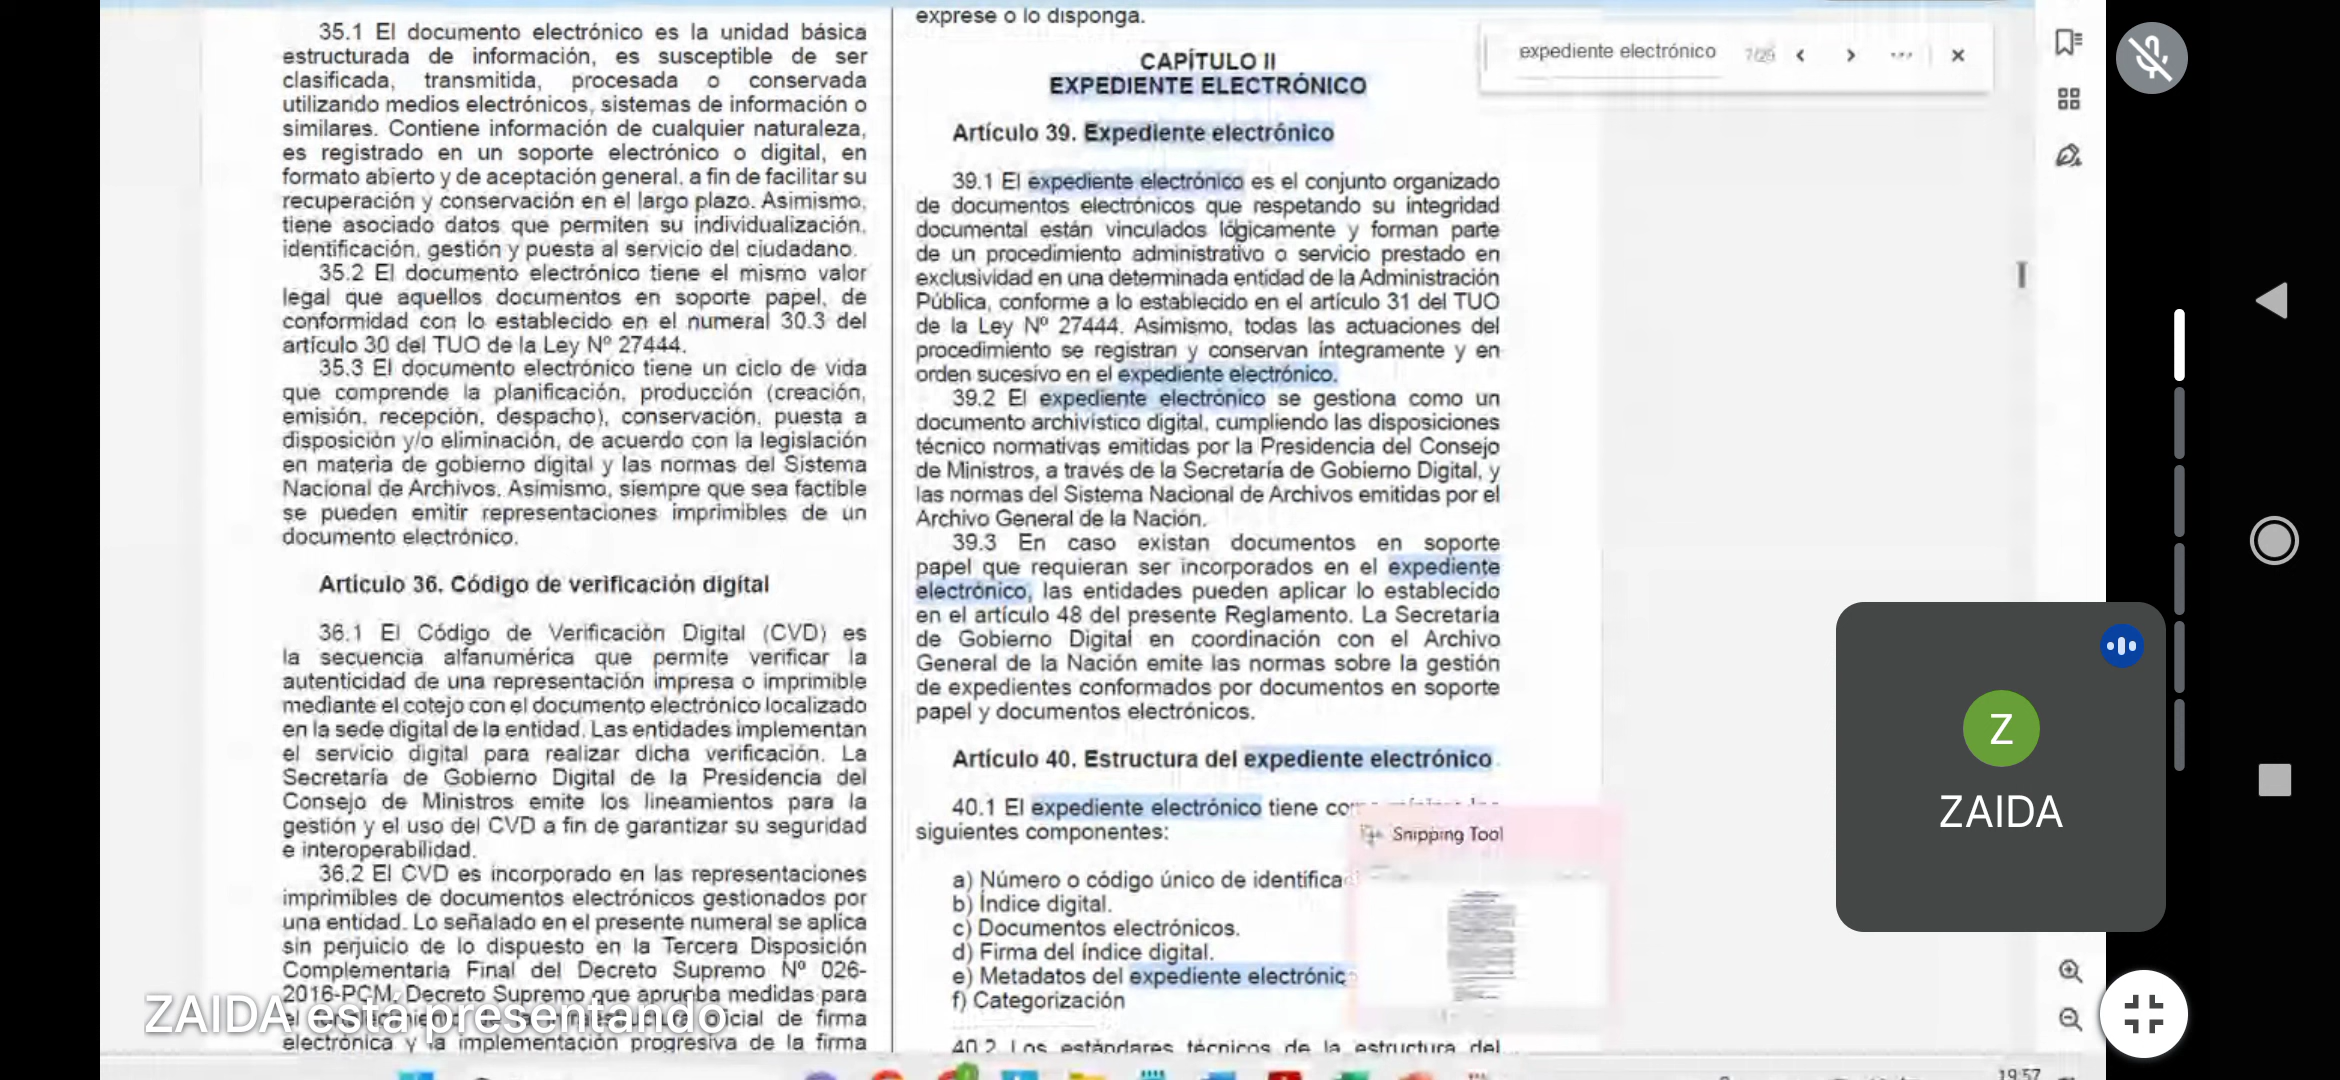 35.1 El documento electrónico es la unidad básica
estructurada de información, es susceptible de ser
clasificada, transmitida, procesada o conservada
utilizando medios electrónicos, sistemas de información o
similares. Contiene información de cualquier naturaleza,
es registrado en un soporte electrónico o digital, en
formato abierto y de aceptación general, a fin de facilitar su
recuperación y conservación en el largo plazo. Asimismo,
tiene asociado datos que permiten su individualización,
identificación, gestión y puesta al servicio del ciudadano.
35.2 El documento electrónico tiene el mismo valor
legal que aquellos documentos en soporte papel, de
conformidad con lo establecido en el numeral 30.3 del
artículo 30 del TUO de la Ley Nº 27444.
35.3 El documento electrónico tiene un ciclo de vida
que comprende la planificación, producción (creación,
emisión, recepción, despacho), conservación, puesta a
disposición y/o eliminación, de acuerdo con la legislación
en materia de gobierno digital y las normas del Sistema
Nacional de Archivos. Asimismo, siempre que sea factible
se pueden emitir representaciones imprimibles de un
documento electrónico.
Artículo 36. Código de verificación digital
36.1 El Código de Verificación Digital (CVD) es
la secuencia alfanumérica que permite verificar la
autenticidad de una representación impresa o imprimible
mediante el cotejo con el documento electrónico localizado
en la sede digital de la entidad. Las entidades implementan
el servicio digital para realizar dicha verificación. La
Secretaría de Gobierno Digital de la Presidencia del
Consejo de Ministros emite los lineamientos para la
gestión y el uso del CVD a fin de garantizar su seguridad
e interoperabilidad.
36.2 El CVD es incorporado en las representaciones
imprimibles de documentos electrónicos gestionados por
una entidad. Lo señalado en el presente numeral se aplica
sin perjuicio de lo dispuesto en la Tercera Disposición
Complementaria Final del Decreto Supremo Nº 026-
2016-PCM, Decreto Supremo que aprueba medidas para
el oficial de firma
electrónica y la implementación progresiva de la firma
exprese o lo disponga.
CAPÍTULO II
EXPEDIENTE ELECTRÓNICO
Artículo 39. Expediente electrónico
39.1 El expediente electrónico es el conjunto organizado
de documentos electrónicos que respetando su integridad
documental están vinculados lógicamente y forman parte
de un procedimiento administrativo o servicio prestado en
exclusividad en una determinada entidad de la Administración
Pública, conforme a lo establecido en el artículo 31 del TUO
de la Ley Nº 27444. Asimismo, todas las actuaciones del
procedimiento se registran y conservan íntegramente y en
orden sucesivo en el expediente electrónico.
39.2 El expediente electrónico se gestiona como un
documento archivístico digital, cumpliendo las disposiciones
técnico normativas emitidas por la Presidencia del Consejo
de Ministros, a través de la Secretaría de Gobierno Digital, y
las normas del Sistema Nacional de Archivos emitidas por el
Archivo General de la Nación.
39.3 En caso existan documentos en soporte
papel que requieran ser incorporados en el expediente
electrónico, las entidades pueden aplicar lo establecido
en el artículo 48 del presente Reglamento. La Secretaría
de Gobierno Digital en coordinación con el Archivo
General de la Nación emite las normas sobre la gestión
de expedientes conformados por documentos en soporte
papel y documentos electrónicos.
Artículo 40. Estructura del expediente electrónico
40.1 El expediente electrónico tiene
siguientes componentes:
a) Número o código único de identifica
b) Índice digital.
c) Documentos electrónicos.
d) Firma del índice digital.
e) Metadatos del expediente electrónic
f) Categorización
40.2 Los estándares técnicos de la estructura del
expediente electrónico 7/25
Snipping Tool
Z
ZAIDA
ZAIDA está presentando
19:57